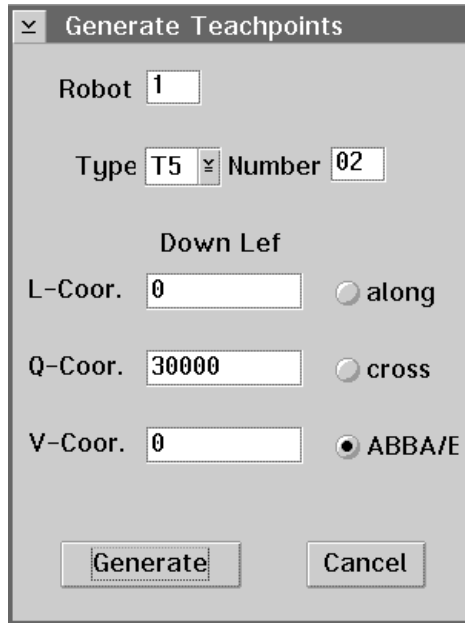 Generate Teachpoints
Robot 1
Type T5 Number 02
Down Lef
L-Coor. 0 along
Q-Coor. 30000 cross
V-Coor. 0 ABBA/E
Generate Cancel